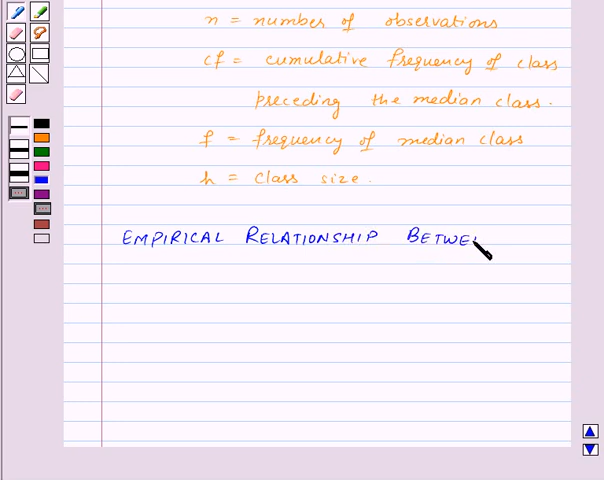 n = number of observations
cf = cumulative frequency of class
preceding the median class.
f = frequency of median class
h = class size.
EMPIRICAL RELATIONSHIP BETWE